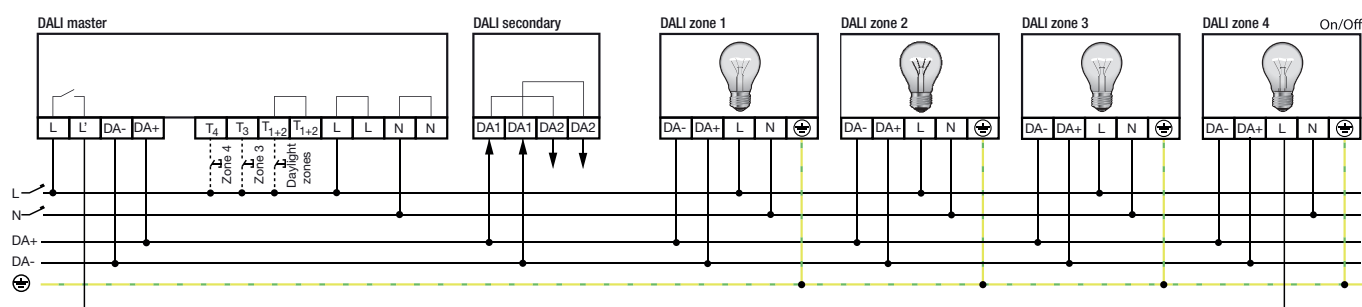 DALI master
DALI secondary
DALI zone 1
DALI zone 2
DALI zone 3
DALI zone 4
On/Off
L L' DA- DA+ T4 T3 T1+2 T1+2 L L N N
DA1 DA1 DA2 DA2
DA- DA+ L N
DA- DA+ L N
DA- DA+ L N
DA- DA+ L N
Zone 4
Zone 3
Daylight
zones
L
N
DA+
DA-